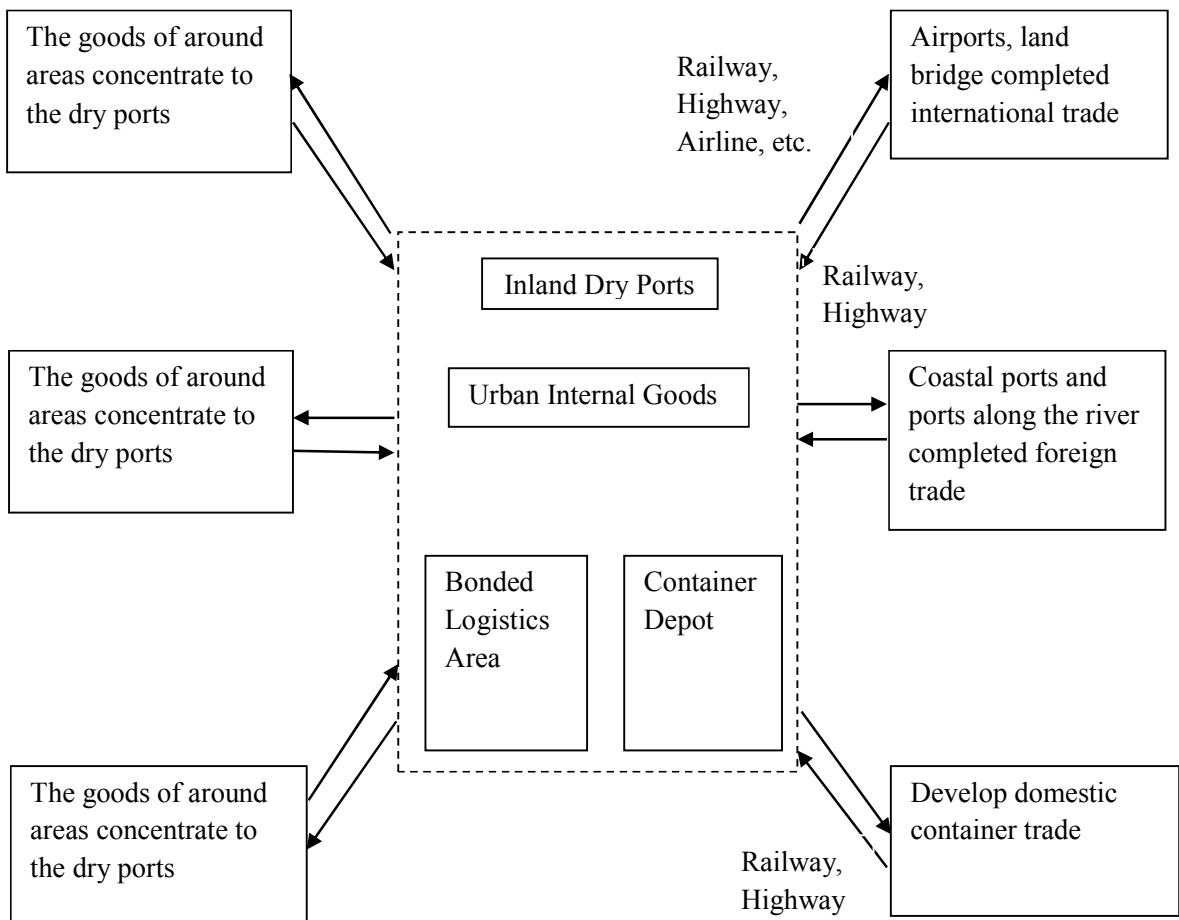 The goods of around
areas concentrate to
the dry ports
Railway,
Highway,
Airline, etc.
Airports, land
bridge completed
international trade
Inland Dry Ports
Railway,
Highway
The goods of around
areas concentrate to
the dry ports
Urban Internal Goods
Coastal ports and
ports along the river
completed foreign
trade
Bonded
Logistics
Area
Container
Depot
The goods of around
areas concentrate to
the dry ports
Railway,
Highway
Develop domestic
container trade